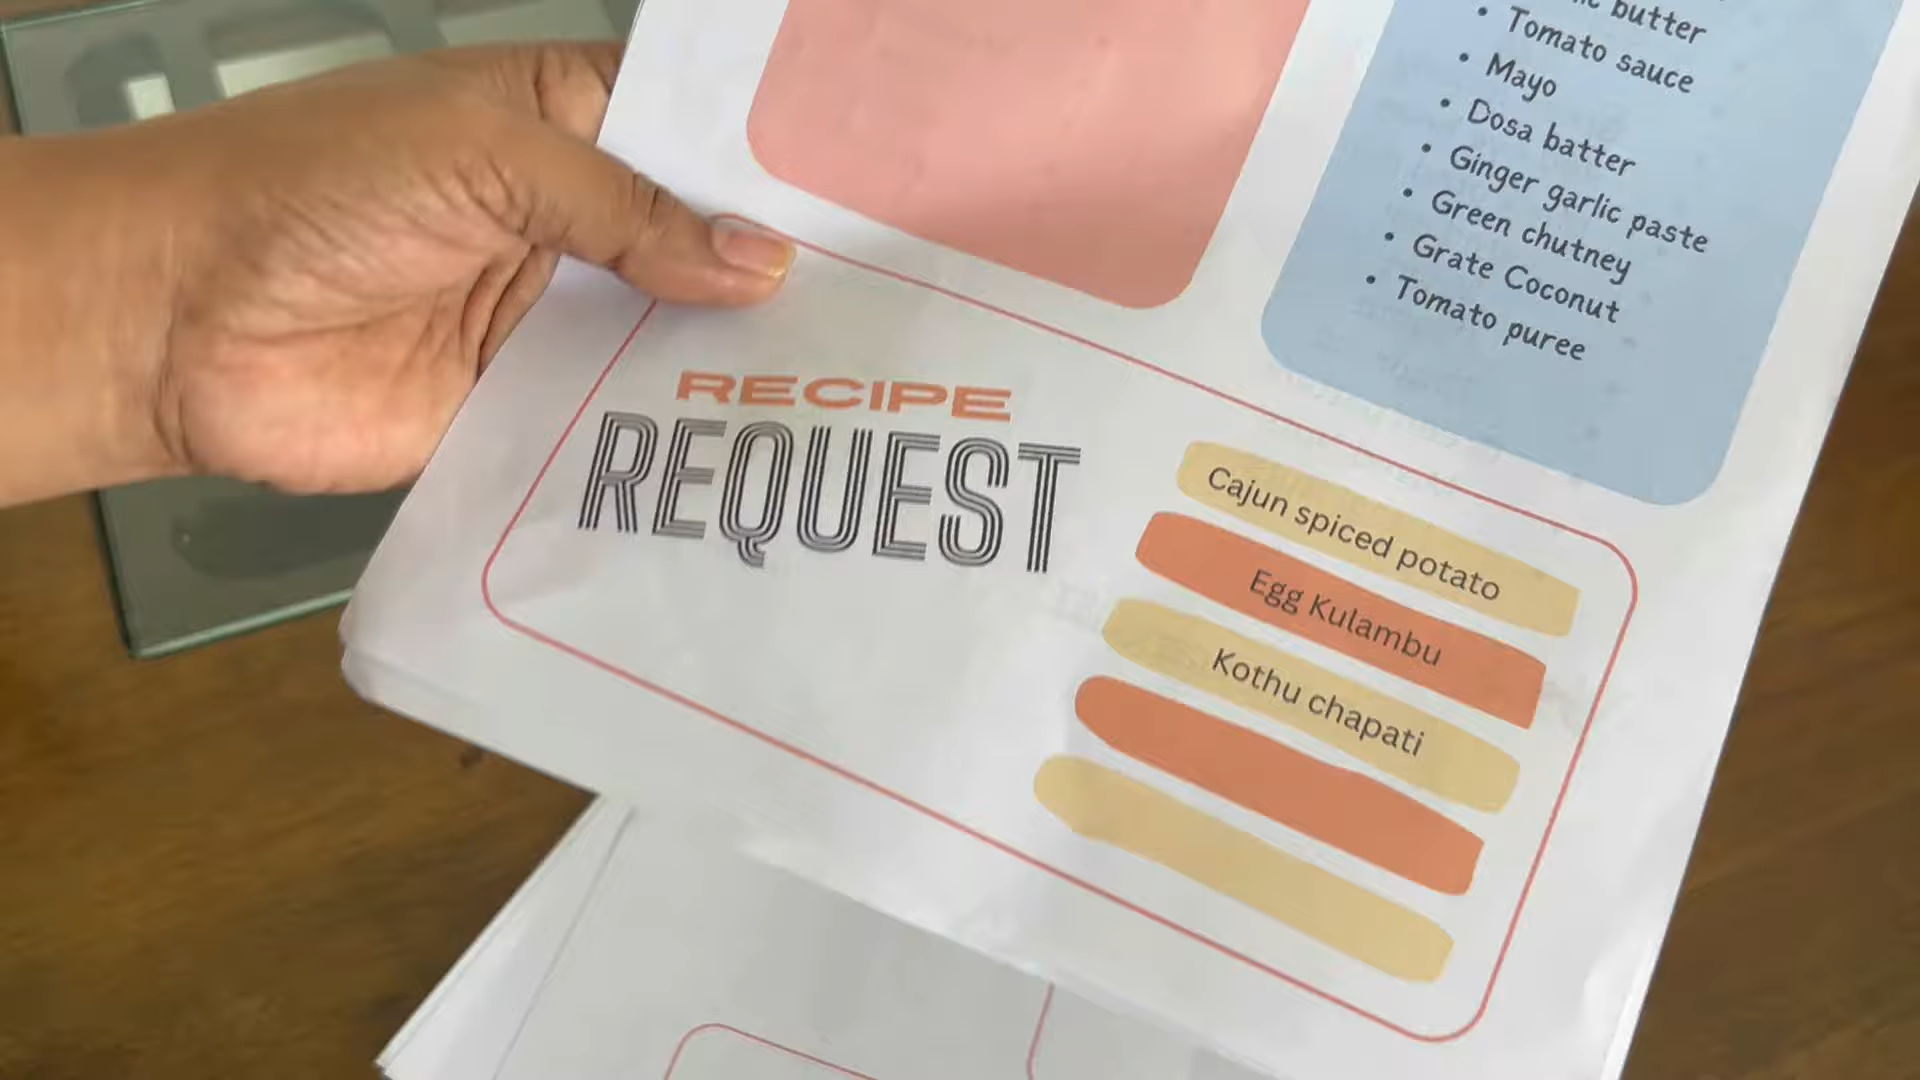 butter
• Tomato sauce
• Mayo
• Dosa batter
• Ginger garlic paste
• Green chutney
• Grate Coconut
• Tomato puree
RECIPE
REQUEST
Cajun spiced potato
Egg Kulambu
Kothu chapati